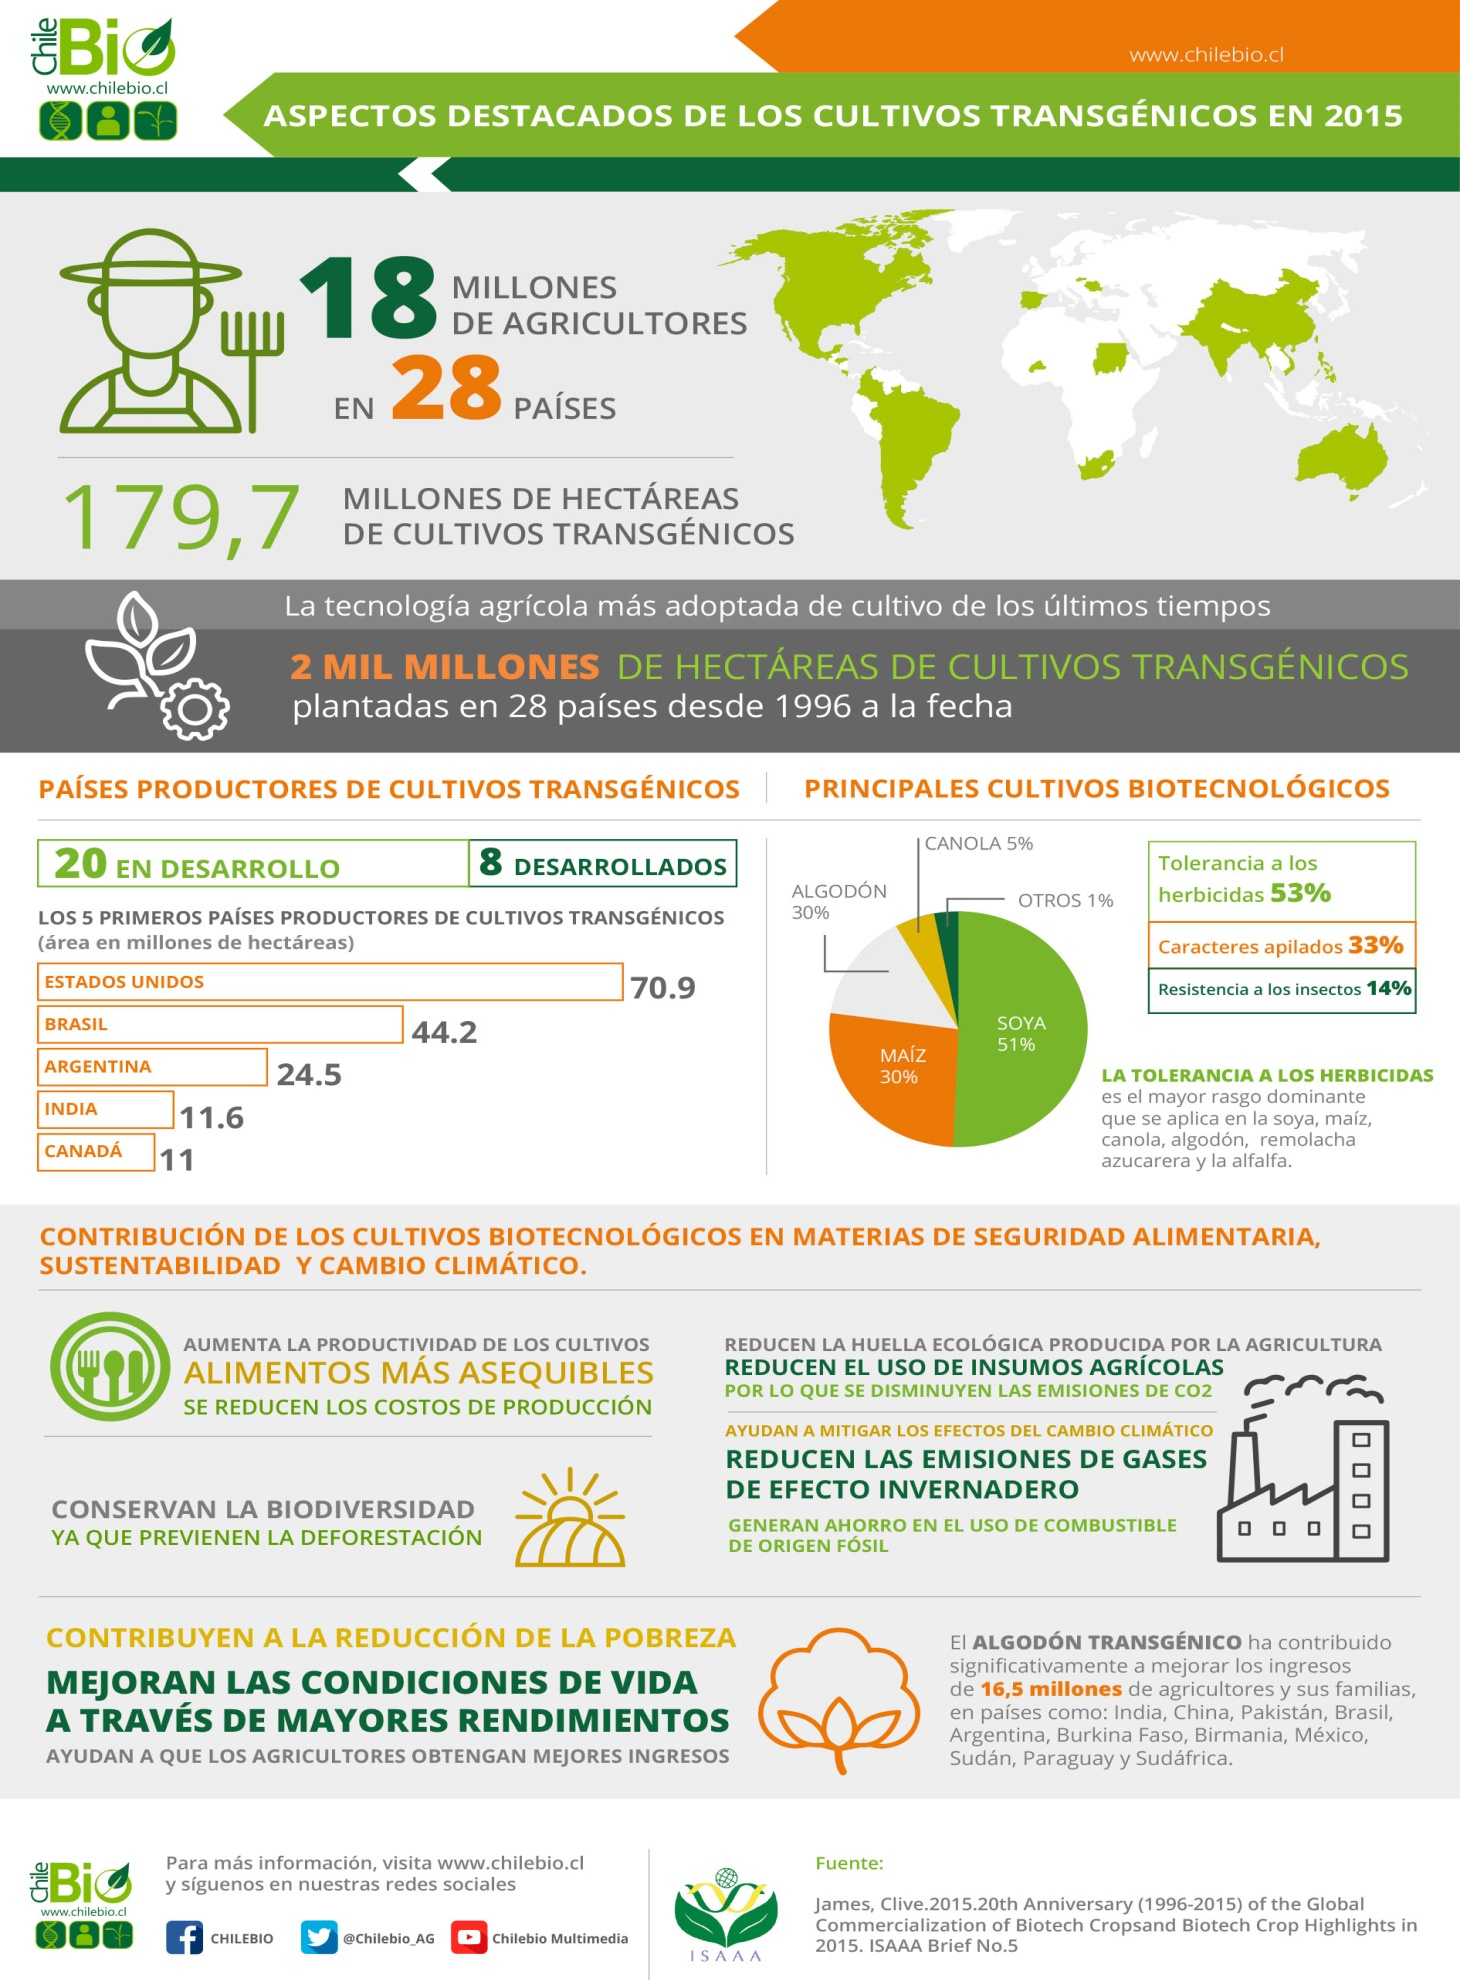 Chile Bio
www.chilebio.cl
www.chilebio.cl
ASPECTOS DESTACADOS DE LOS CULTIVOS TRANSGÉNICOS EN 2015
18 MILLONES
DE AGRICULTORES
EN 28 PAÍSES
179,7 MILLONES DE HECTÁREAS
DE CULTIVOS TRANSGÉNICOS
La tecnología agrícola más adoptada de cultivo de los últimos tiempos
2 MIL MILLONES DE HECTÁREAS DE CULTIVOS TRANSGÉNICOS
plantadas en 28 países desde 1996 a la fecha
PAÍSES PRODUCTORES DE CULTIVOS TRANSGÉNICOS
20 EN DESARROLLO
8 DESARROLLADOS
LOS 5 PRIMEROS PAÍSES PRODUCTORES DE CULTIVOS TRANSGÉNICOS
(área en millones de hectáreas)
ESTADOS UNIDOS 70.9
BRASIL 44.2
ARGENTINA 24.5
INDIA 11.6
CANADÁ 11
PRINCIPALES CULTIVOS BIOTECNOLÓGICOS
CANOLA 5%
ALGODÓN
30%
OTROS 1%
SOYA
51%
MAÍZ
30%
Tolerancia a los
herbicidas 53%
Caracteres apilados 33%
Resistencia a los insectos 14%
LA TOLERANCIA A LOS HERBICIDAS
es el mayor rasgo dominante
que se aplica en la soya, maíz,
canola, algodón, remolacha
azucarera y la alfalfa.
CONTRIBUCIÓN DE LOS CULTIVOS BIOTECNOLÓGICOS EN MATERIAS DE SEGURIDAD ALIMENTARIA,
SUSTENTABILIDAD Y CAMBIO CLIMÁTICO.
AUMENTA LA PRODUCTIVIDAD DE LOS CULTIVOS
ALIMENTOS MÁS ASEQUIBLES
SE REDUCEN LOS COSTOS DE PRODUCCIÓN
CONSERVAN LA BIODIVERSIDAD
YA QUE PREVIENEN LA DEFORESTACIÓN
REDUCEN LA HUELLA ECOLÓGICA PRODUCIDA POR LA AGRICULTURA
REDUCEN EL USO DE INSUMOS AGRÍCOLAS
POR LO QUE SE DISMINUYEN LAS EMISIONES DE CO2
AYUDAN A MITIGAR LOS EFECTOS DEL CAMBIO CLIMÁTICO
REDUCEN LAS EMISIONES DE GASES
DE EFECTO INVERNADERO
GENERAN AHORRO EN EL USO DE COMBUSTIBLE
DE ORIGEN FÓSIL
CONTRIBUYEN A LA REDUCCIÓN DE LA POBREZA
MEJORAN LAS CONDICIONES DE VIDA
A TRAVÉS DE MAYORES RENDIMIENTOS
AYUDAN A QUE LOS AGRICULTORES OBTENGAN MEJORES INGRESOS
El ALGODÓN TRANSGÉNICO ha contribuido
significativamente a mejorar los ingresos
de 16,5 millones de agricultores y sus familias,
en países como: India, China, Pakistán, Brasil,
Argentina, Burkina Faso, Birmania, México,
Sudán, Paraguay y Sudáfrica.
Chile Bio
www.chilebio.cl
Para más información, visita www.chilebio.cl
y síguenos en nuestras redes sociales
CHILEBIO
@Chilebio_AG
Chilebio Multimedia
ISAAA
Fuente:
James, Clive.2015.20th Anniversary (1996-2015) of the Global
Commercialization of Biotech Cropsand Biotech Crop Highlights in
2015. ISAAA Brief No.5